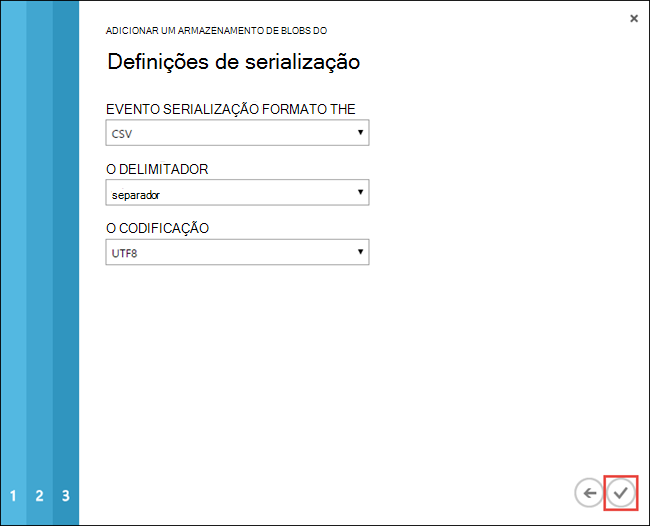 ADICIONAR UM ARMAZENAMENTO DE BLOBS DO
Definições de serialização
EVENTO SERIALIZAÇÃO FORMATO THE
CSV
O DELIMITADOR
separador
O CODIFICAÇÃO
UTF8
1 2 3